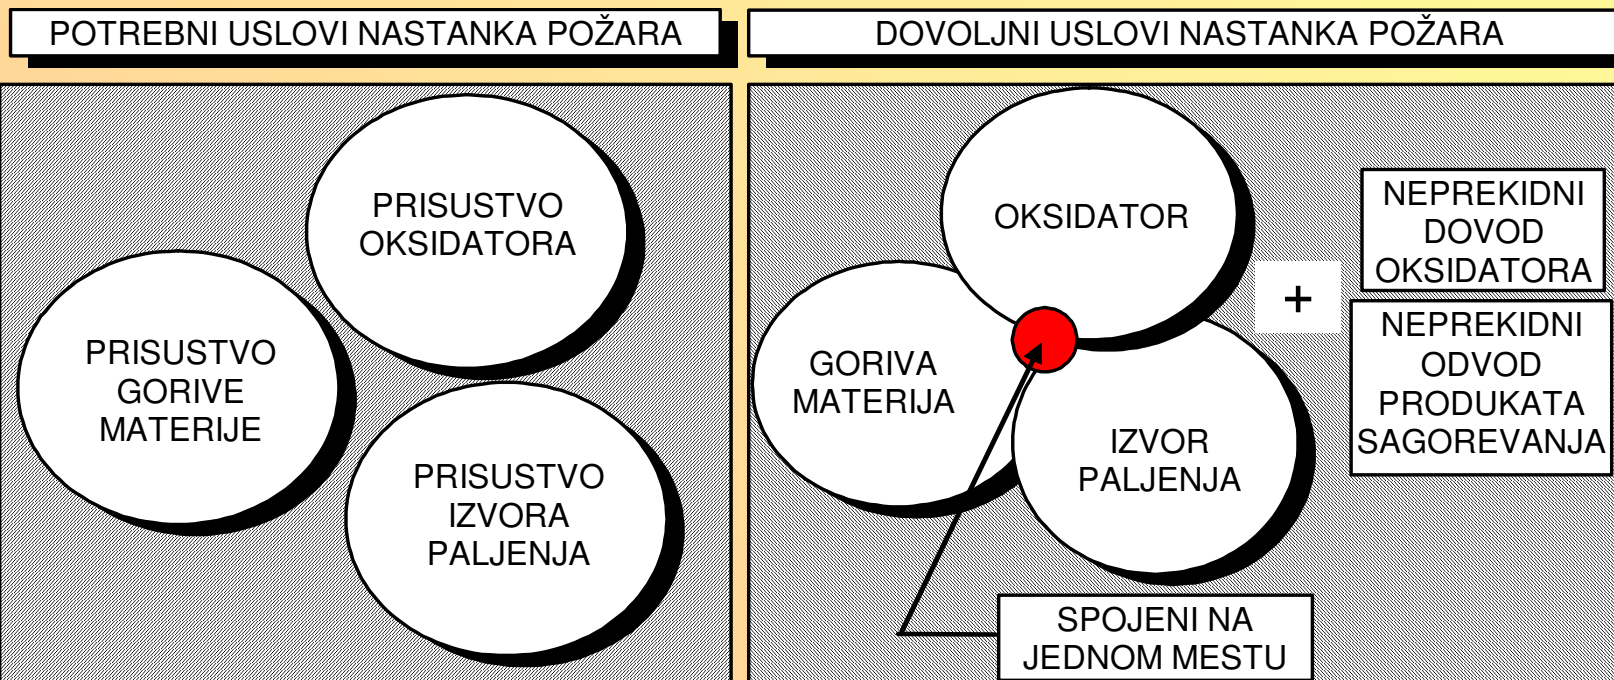 POTREBNI USLOVI NASTANKA POŽARA
PRISUSTVO
OKSIDATORA
PRISUSTVO
GORIVE
MATERIJE
PRISUSTVO
IZVORA
PALJENJA
DOVOLJNI USLOVI NASTANKA POŽARA
OKSIDATOR
GORIVA
MATERIJA
IZVOR
PALJENJA
+
NEPREKIDNI
DOVOD
OKSIDATORA
NEPREKIDNI
ODVOD
PRODUKATA
SAGOREVANJA
SPOJENI NA
JEDNOM MESTU